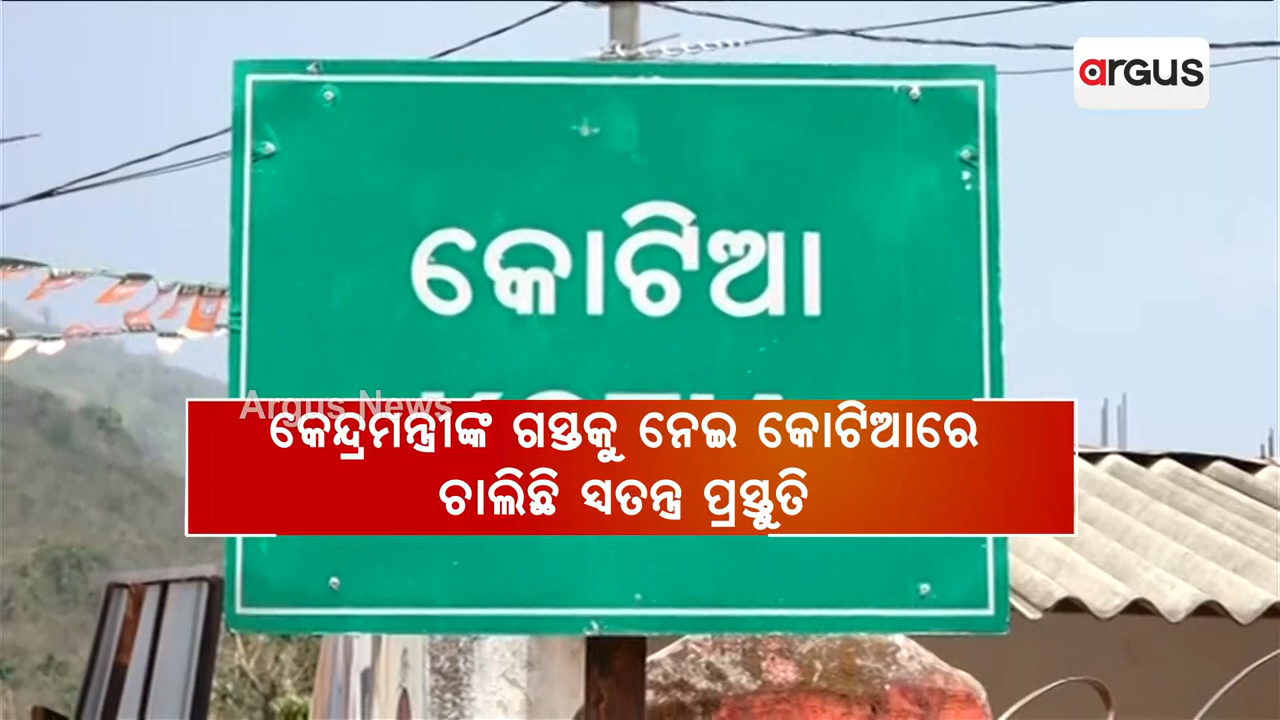 argus
କୋଟିଆ
Argus News
କେନ୍ଦ୍ରମନ୍ତ୍ରୀଙ୍କ ଗସ୍ତକୁ ନେଇ କୋଟିଆରେ
ଚାଲିଛି ସ୍ୱତନ୍ତ୍ର ପ୍ରସ୍ତୁତି